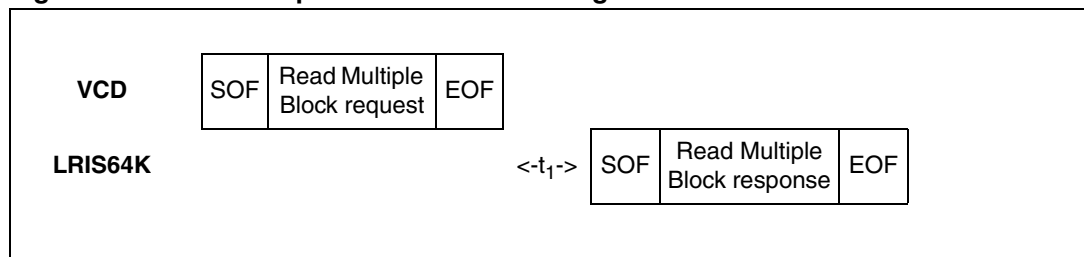 VCD SOF Read Multiple Block request EOF
LRIS64K <-t1-> SOF Read Multiple Block response EOF